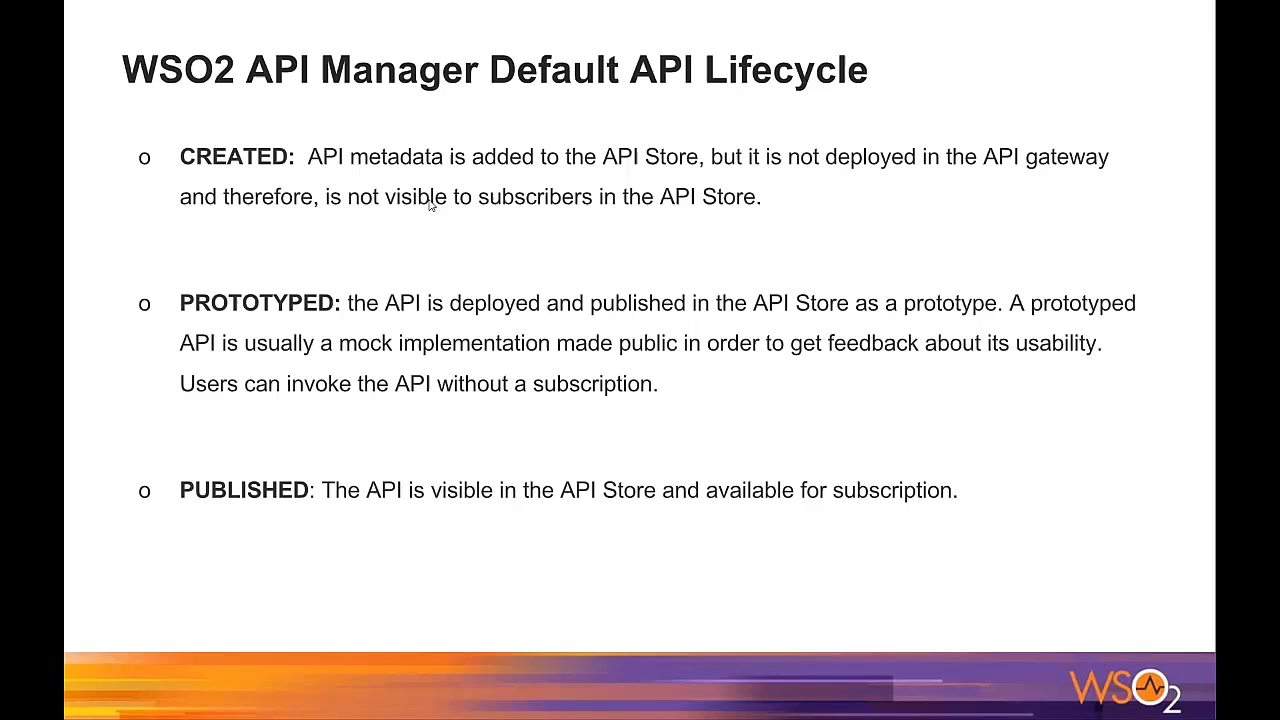 WSO2 API Manager Default API Lifecycle
o CREATED: API metadata is added to the API Store, but it is not deployed in the API gateway
and therefore, is not visible to subscribers in the API Store.
o PROTOTYPED: the API is deployed and published in the API Store as a prototype. A prototyped
API is usually a mock implementation made public in order to get feedback about its usability.
Users can invoke the API without a subscription.
o PUBLISHED: The API is visible in the API Store and available for subscription.
WSO2